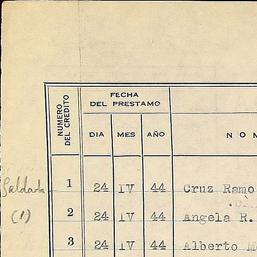 NUMERO DEL CREDITO
FECHA
DEL PRESTAMO
DIA MES AÑO
N O M
Saldada 1 24 IV 44 Cruz Ramo
(1) 2 24 IV 44 Angela R.
3 24 IV 44 Alberto M